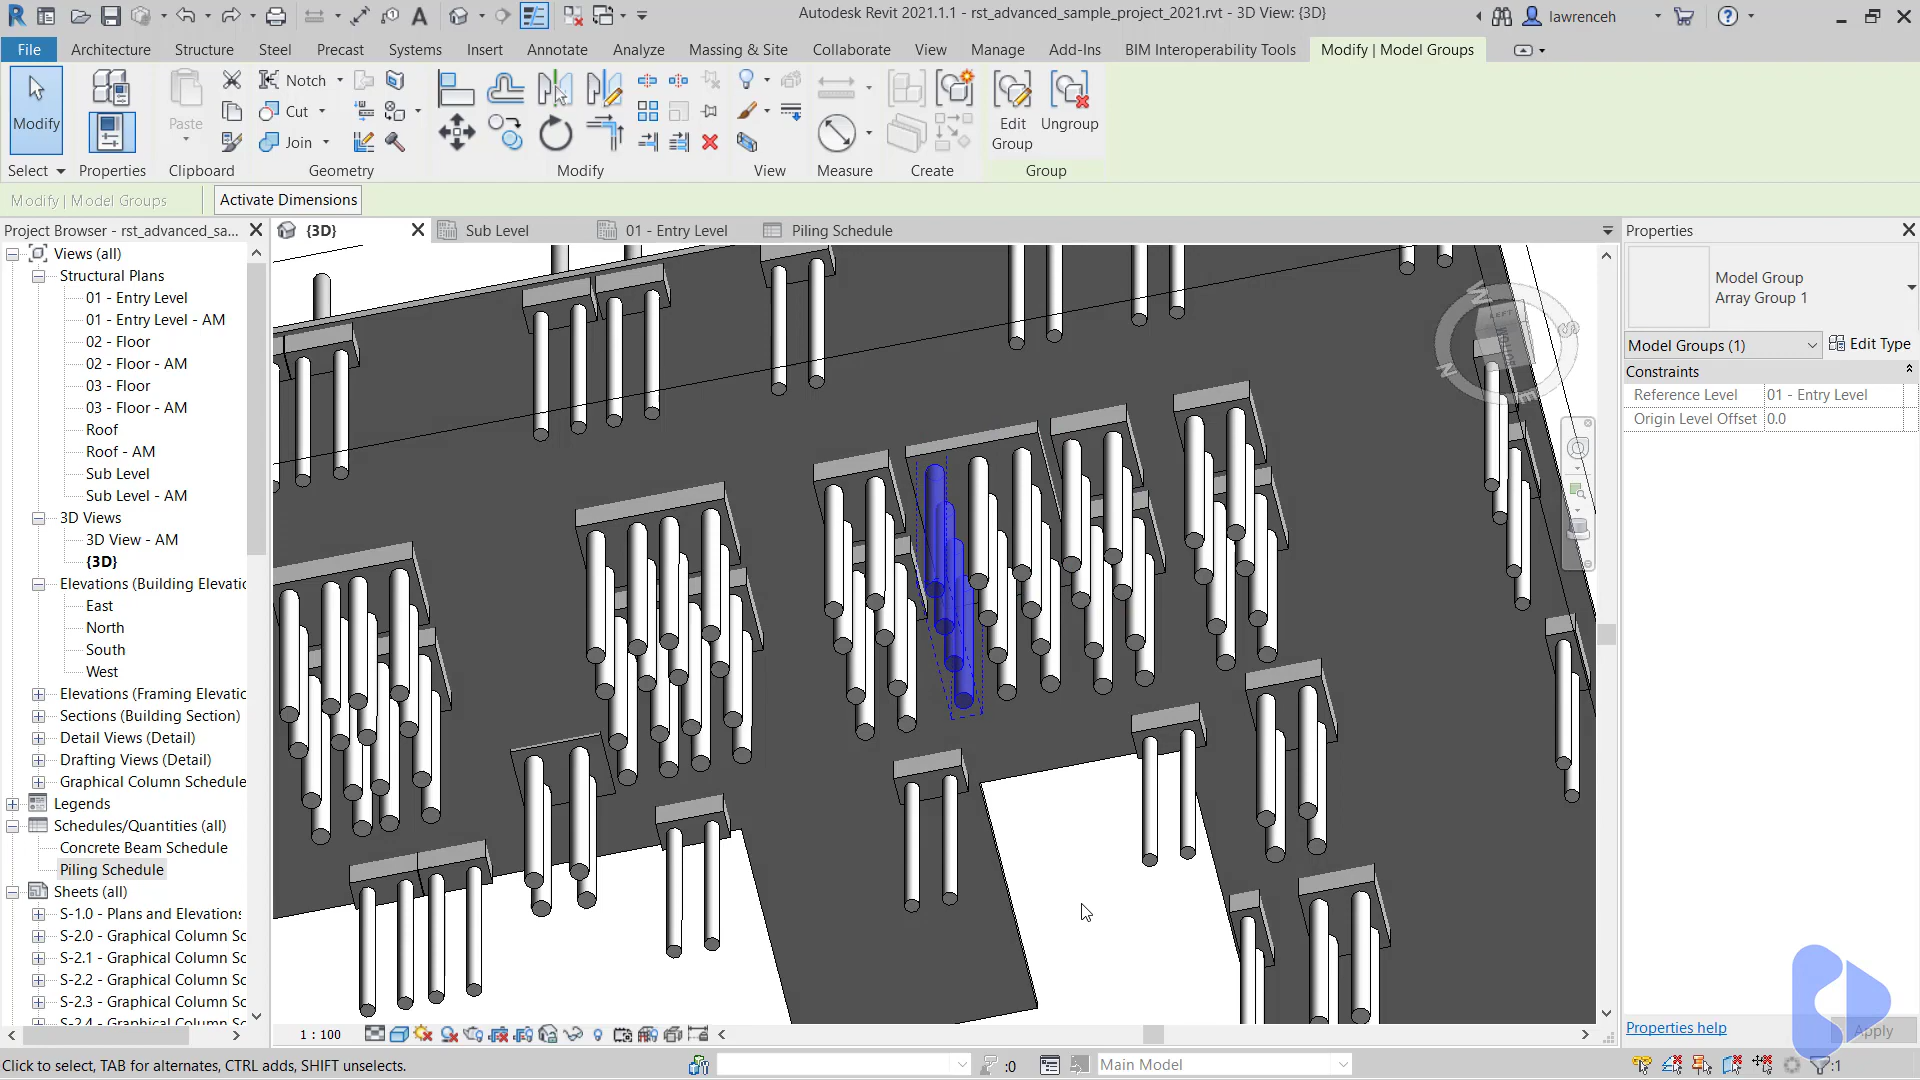 Autodesk Revit 2021.1.1 - rst_advanced_sample_project_2021.rvt - 3D View: {3D}
lawrenceh
File
Architecture
Structure
Steel
Precast
Systems
Insert
Annotate
Analyze
Massing & Site
Collaborate
View
Manage
Add-Ins
BIM Interoperability Tools
Modify | Model Groups
Modify
Paste
Notch
Cut
Join
Edit Group
Ungroup
Select
Properties
Clipboard
Geometry
Modify
View
Measure
Create
Group
Modify | Model Groups
Activate Dimensions
Project Browser - rst_advanced_sa...
{3D}
Sub Level
01 - Entry Level
Piling Schedule
Properties
Views (all)
Structural Plans
01 - Entry Level
01 - Entry Level - AM
02 - Floor
02 - Floor - AM
03 - Floor
03 - Floor - AM
Roof
Roof - AM
Sub Level
Sub Level - AM
3D Views
3D View - AM
{3D}
Elevations (Building Elevatio
East
North
South
West
Elevations (Framing Elevatio
Sections (Building Section)
Detail Views (Detail)
Drafting Views (Detail)
Graphical Column Schedule
Legends
Schedules/Quantities (all)
Concrete Beam Schedule
Piling Schedule
Sheets (all)
S-1.0 - Plans and Elevations
S-2.0 - Graphical Column Sc
S-2.1 - Graphical Column Sc
S-2.2 - Graphical Column Sc
S-2.3 - Graphical Column Sc
S-2.4 - Graphical Column Sc
W
S
N
E
LEFT
BOTTOM
Model Group
Array Group 1
Model Groups (1)
Edit Type
Constraints
Reference Level 01 - Entry Level
Origin Level Offset 0.0
Properties help
Apply
1 : 100
Click to select, TAB for alternates, CTRL adds, SHIFT unselects.
:0
Main Model
:1